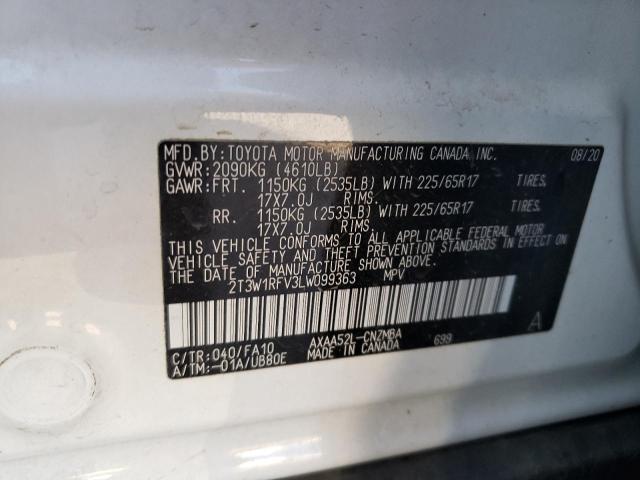 MFD.BY:TOYOTA MOTOR MANUFACTURING CANADA, INC. 08/20
GVWR:2090KG (4610LB)
GAWR:FRT. 1150KG (2535LB) WITH 225/65R17 TIRES.
17X7.0J RIMS.
RR. 1150KG (2535LB) WITH 225/65R17 TIRES.
17X7.0J RIMS.
THIS VEHICLE CONFORMS TO ALL APPLICABLE FEDERAL MOTOR
VEHICLE SAFETY AND THEFT PREVENTION STANDARDS IN EFFECT ON
THE DATE OF MANUFACTURE SHOWN ABOVE.
2T3W1RFV3LW099363 MPV
A
C/TR:040/FA10 AXAA52L-CNZMBA 699
A/TM:-01A/UB80E MADE IN CANADA